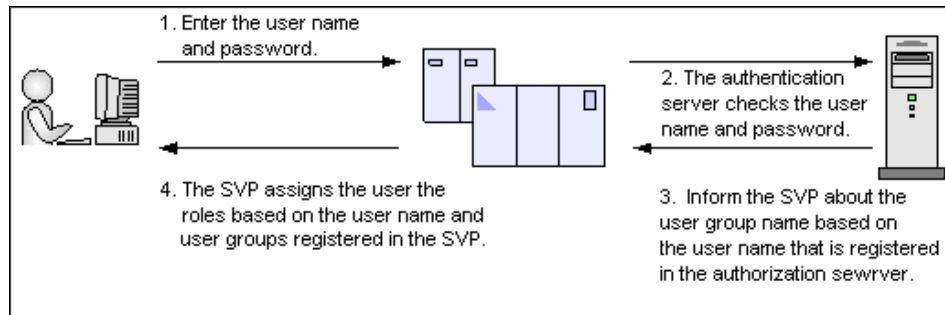 1. Enter the user name
and password.
2. The authentication
server checks the user
name and password.
3. Inform the SVP about the
user group name based on
the user name that is registered
in the authorization sewrver.
4. The SVP assigns the user the
roles based on the user name and
user groups registered in the SVP.